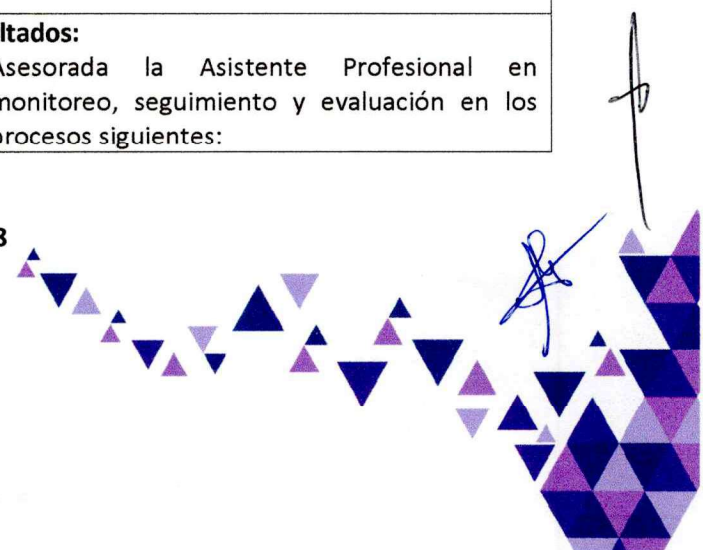 ltados:
Asesorada la Asistente Profesional en
monitoreo, seguimiento y evaluación en los
procesos siguientes:
3